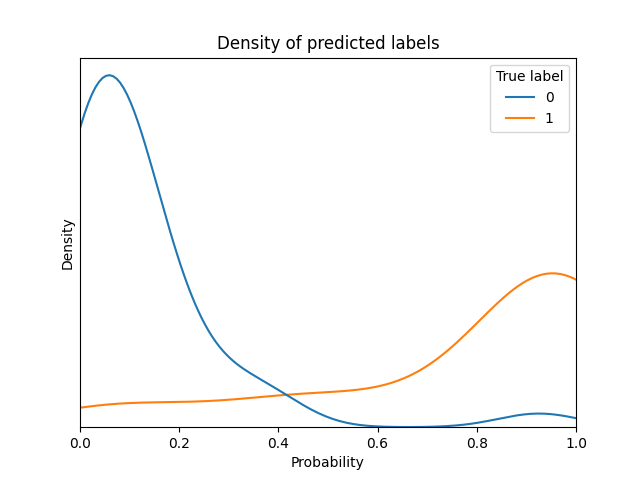 Density of predicted labels
True label
0
1
Density
0.0 0.2 0.4 0.6 0.8 1.0
Probability